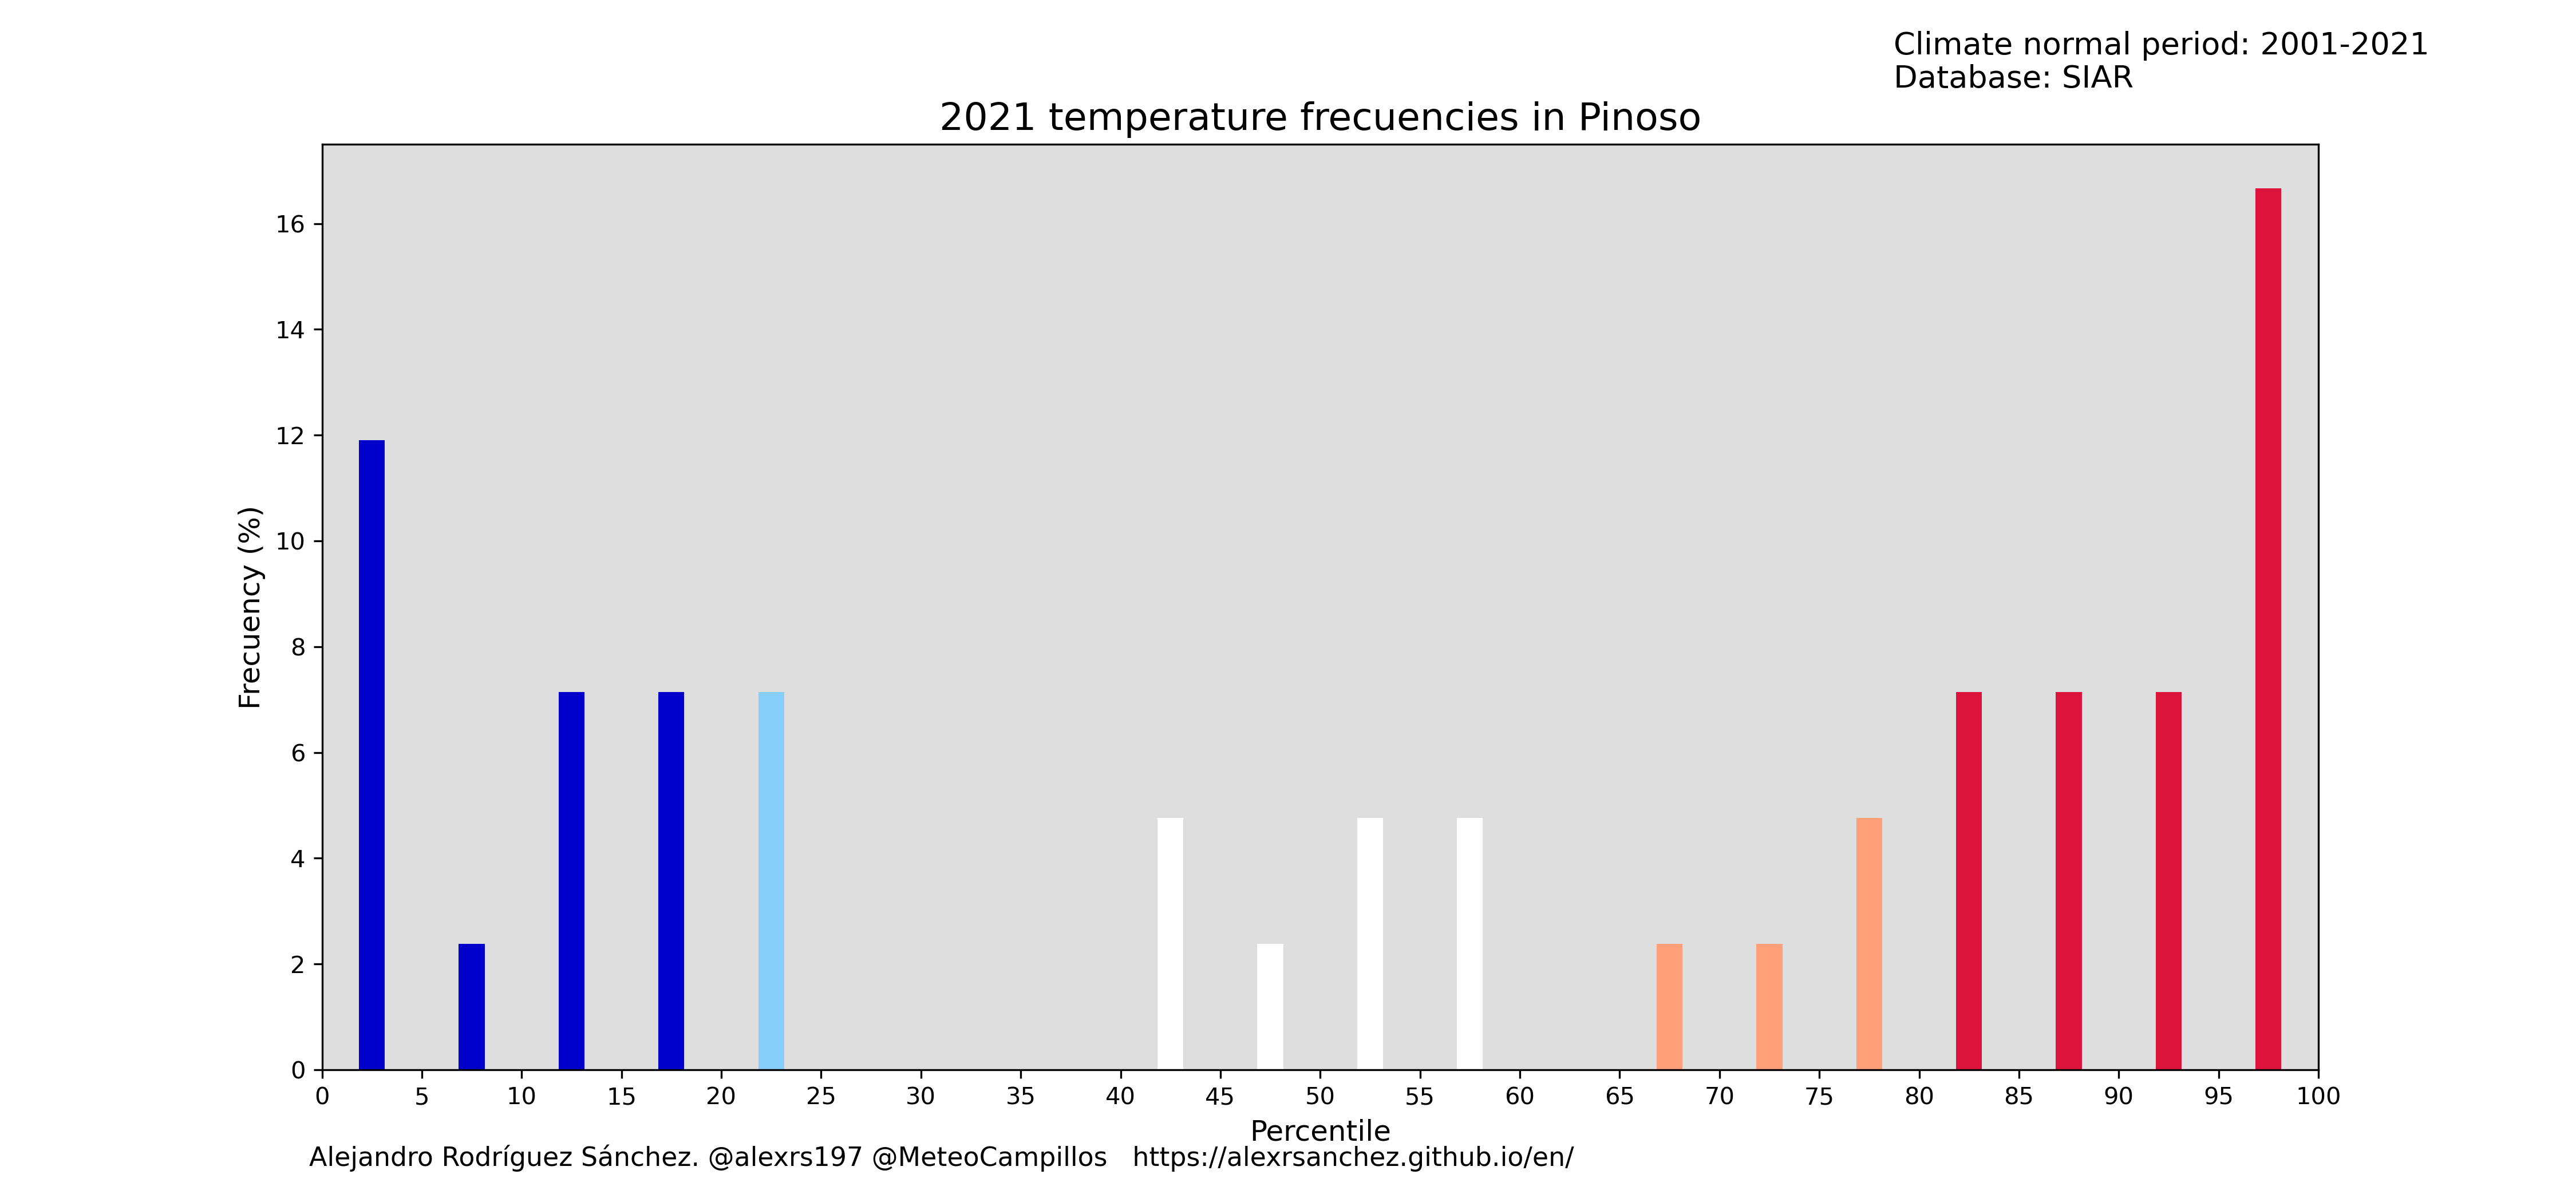 Climate normal period: 2001-2021
Database: SIAR
2021 temperature frecuencies in Pinoso
Frecuency (%)
16
14
12
10
8
6
4
2
0
0 5 10 15 20 25 30 35 40 45 50 55 60 65 70 75 80 85 90 95 100
Percentile
Alejandro Rodríguez Sánchez. @alexrs197 @MeteoCampillos https://alexrsanchez.github.io/en/